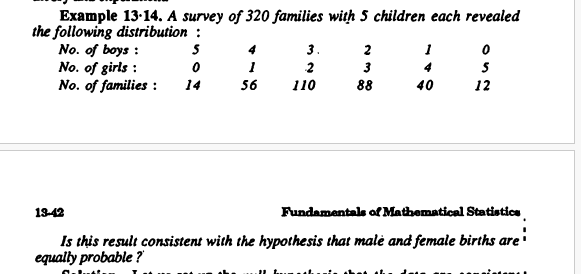 Example 13·14. A survey of 320 families with 5 children each revealed
the following distribution :
No. of boys : 5 4 3. 2 1 0
No. of girls : 0 1 2 3 4 5
No. of families : 14 56 110 88 40 12
13-42 Fundamentals of Mathematical Statistics
Is this result consistent with the hypothesis that male and female births are
equally probable ?